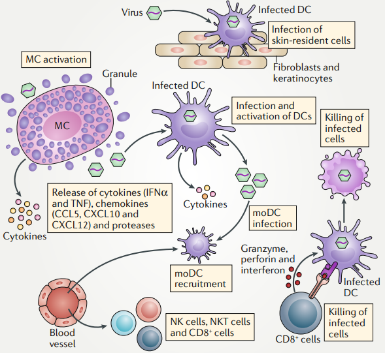 Virus
Infected DC
Infection of
skin-resident cells
Fibroblasts and
keratinocytes
MC activation
Granule
MC
Cytokines
Infected DC
Infection and
activation of DCs
Release of cytokines (IFNα
and TNF), chemokines
(CCL5, CXCL10 and
CXCL12) and proteases
Cytokines
moDC
infection
moDC
recruitment
Blood
vessel
NK cells, NKT cells
and CD8⁺ cells
Killing of
infected
cells
Granzyme,
perforin and
interferon
Infected
DC
CD8⁺ cells
Killing of
infected cells